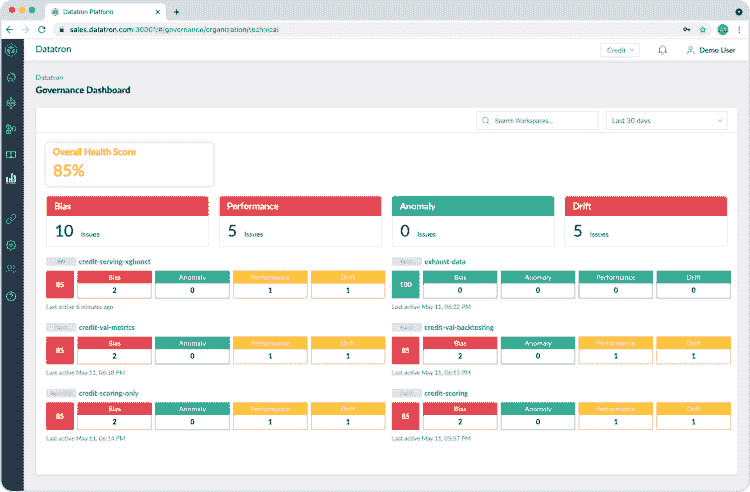 Datatron Platform
sales.datatron.com:30001/#/governance/organization/technical
Datatron
Credit
Demo User
Datatron
Governance Dashboard
Search Workspaces...
Last 30 days
Overall Health Score
85%
Bias
10 Issues
Performance
5 Issues
Anomaly
0 Issues
Drift
5 Issues
credit-serving-xgboost
85
Bias
2
Anomaly
0
Performance
1
Drift
1
Last active 6 minutes ago
exhaust-data
100
Bias
0
Anomaly
0
Performance
0
Drift
0
Last active May 11, 06:22 PM
credit-val-metrics
85
Bias
2
Anomaly
0
Performance
1
Drift
1
Last active May 11, 06:18 PM
credit-val-backtesting
85
Bias
2
Anomaly
0
Performance
1
Drift
1
Last active May 11, 06:15 PM
credit-scoring-only
85
Bias
2
Anomaly
0
Performance
1
Drift
1
Last active May 11, 06:14 PM
credit-scoring
85
Bias
2
Anomaly
0
Performance
1
Drift
1
Last active May 11, 05:57 PM